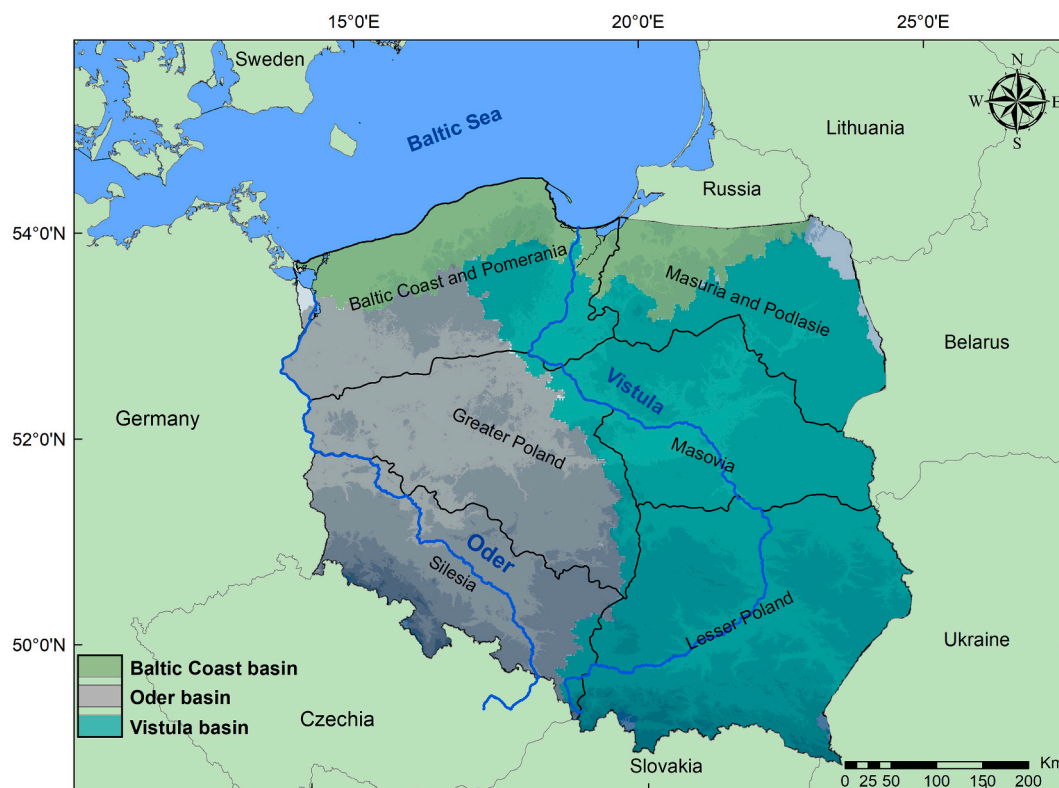 15°0'E
20°0'E
25°0'E
Sweden
N
W
E
S
Baltic Sea
Lithuania
Russia
54°0'N
Baltic Coast and Pomerania
Masuria and Podlasie
Belarus
Vistula
Germany
52°0'N
Greater Poland
Masovia
Oder
Silesia
Lesser Poland
50°0'N
Ukraine
Baltic Coast basin
Oder basin
Vistula basin
Czechia
Slovakia
Km
0 25 50 100 150 200